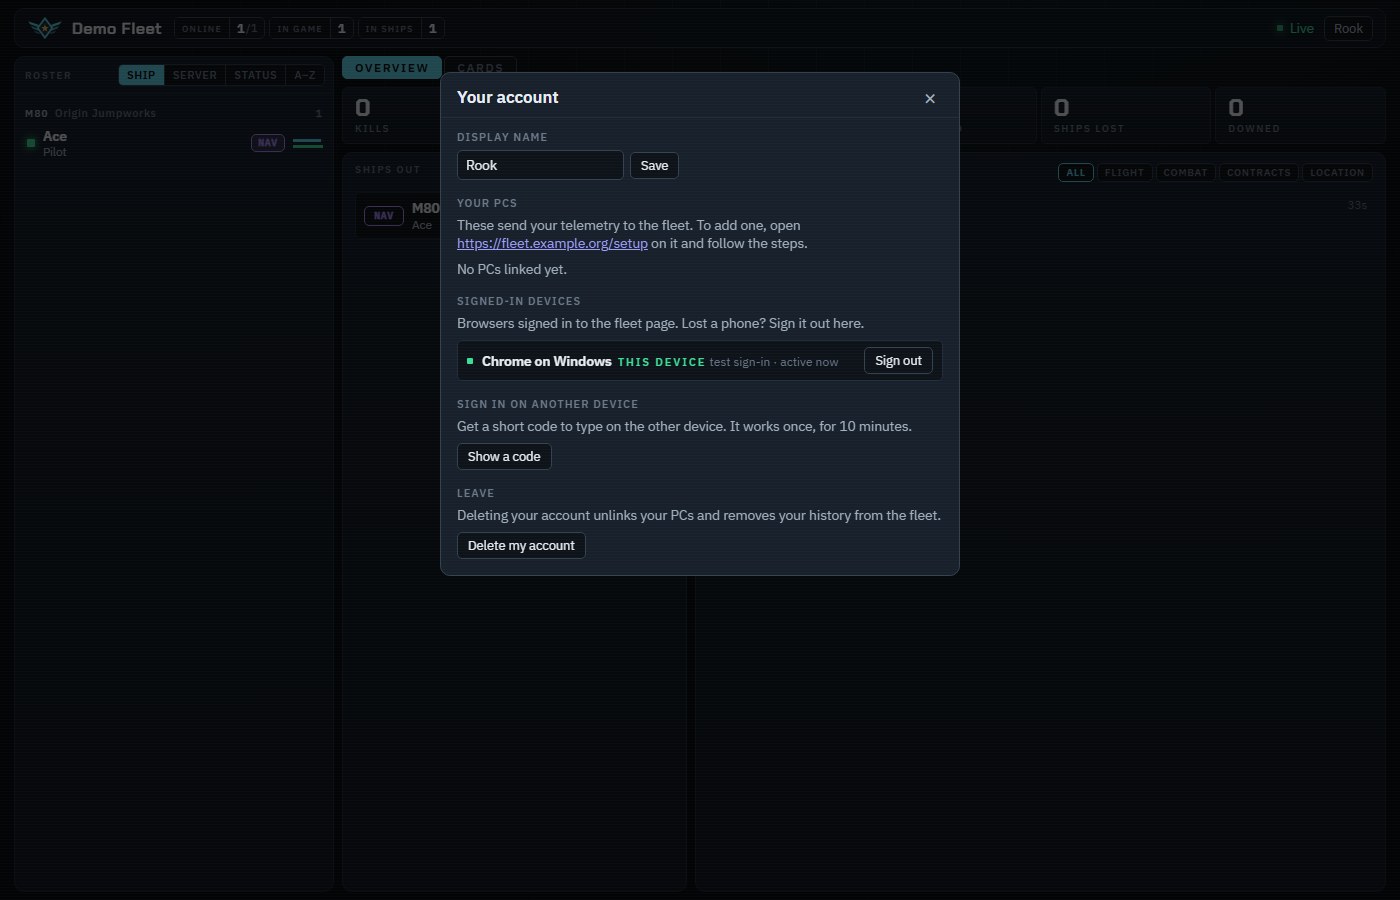 Demo Fleet ONLINE 1/1 IN GAME 1 IN SHIPS 1 Live Rook
ROSTER SHIP SERVER STATUS A–Z
M80 Origin Jumpworks 1
Ace NAV
Pilot
OVERVIEW CARDS
0
KILLS
0
SHIPS LOST
0
DOWNED
SHIPS OUT
NAV M80
Ace
ALL FLIGHT COMBAT CONTRACTS LOCATION
33s
Your account ×
DISPLAY NAME
Rook Save
YOUR PCS
These send your telemetry to the fleet. To add one, open
https://fleet.example.org/setup on it and follow the steps.
No PCs linked yet.
SIGNED-IN DEVICES
Browsers signed in to the fleet page. Lost a phone? Sign it out here.
Chrome on Windows THIS DEVICE test sign-in · active now Sign out
SIGN IN ON ANOTHER DEVICE
Get a short code to type on the other device. It works once, for 10 minutes.
Show a code
LEAVE
Deleting your account unlinks your PCs and removes your history from the fleet.
Delete my account